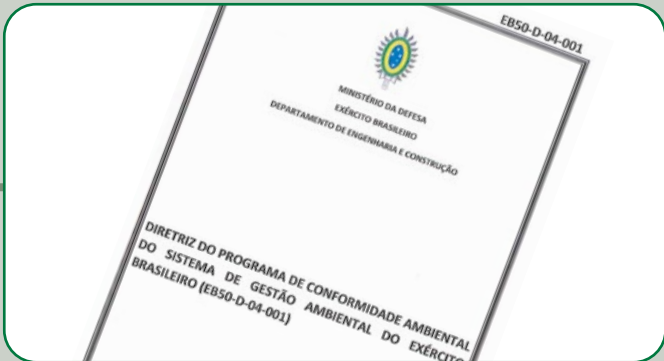 EB50-D-04-001
MINISTÉRIO DA DEFESA
EXÉRCITO BRASILEIRO
DEPARTAMENTO DE ENGENHARIA E CONSTRUÇÃO
DIRETRIZ DO PROGRAMA DE CONFORMIDADE AMBIENTAL
DO SISTEMA DE GESTÃO AMBIENTAL DO EXÉRCITO
BRASILEIRO (EB50-D-04-001)